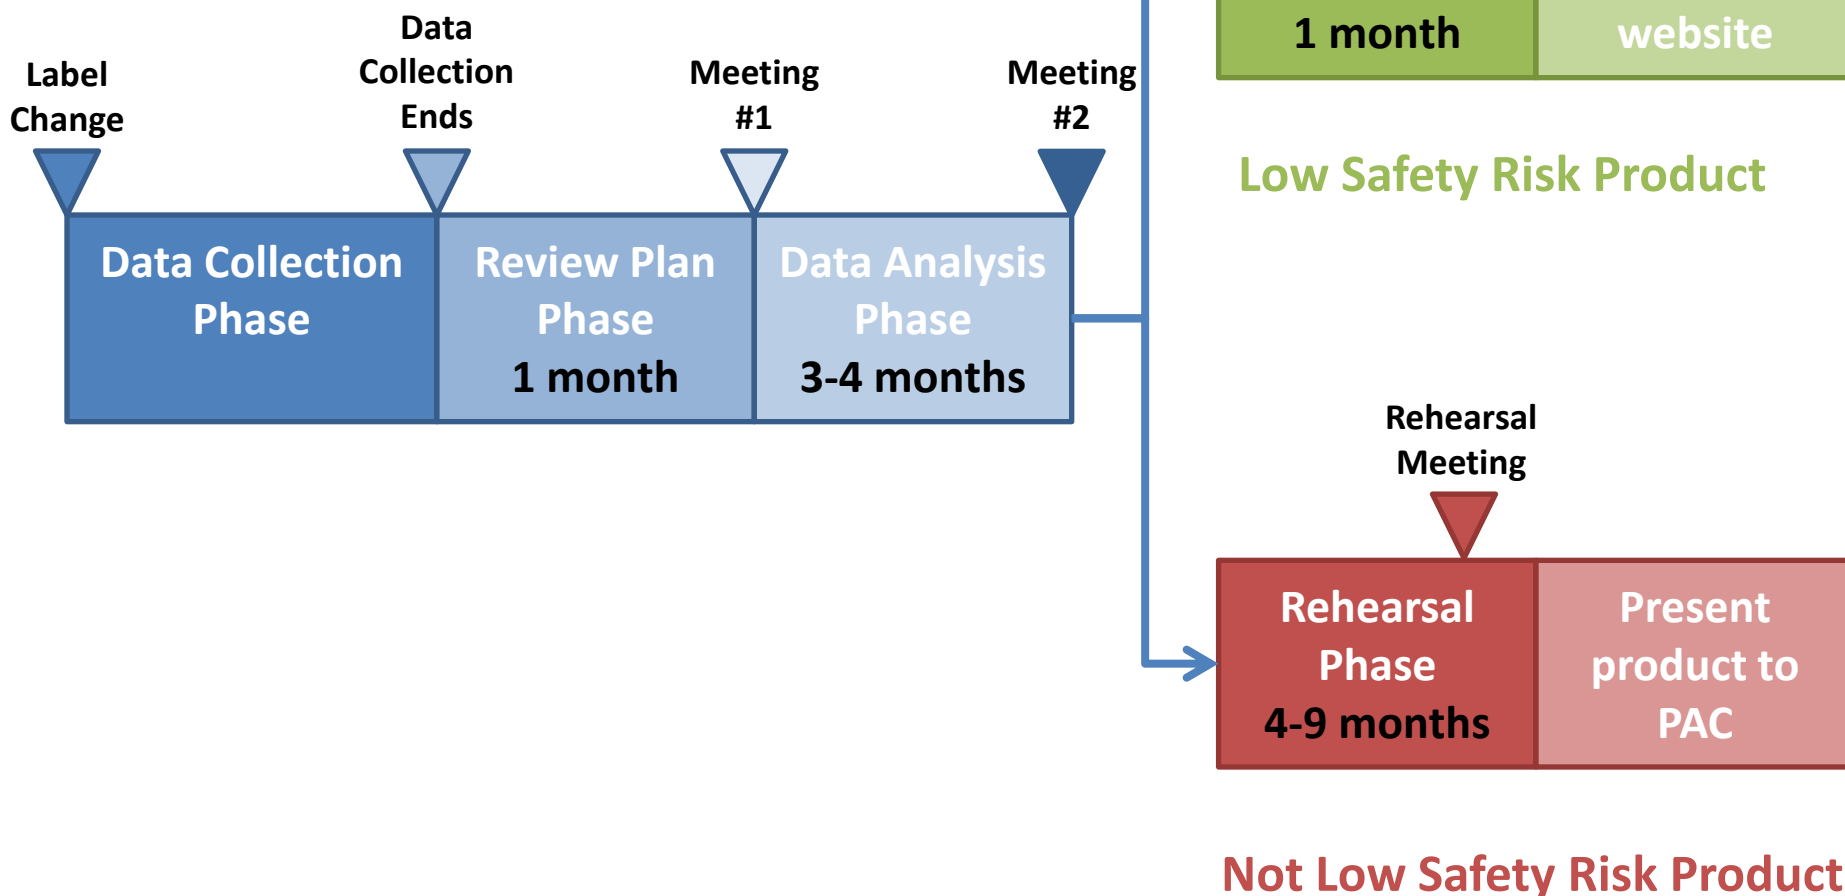 Label
Change
Data
Collection
Ends
Meeting
#1
Meeting
#2
Data Collection
Phase
Review Plan
Phase
1 month
Data Analysis
Phase
3-4 months
1 month
website
Low Safety Risk Product
Rehearsal
Meeting
Rehearsal
Phase
4-9 months
Present
product to
PAC
Not Low Safety Risk Product